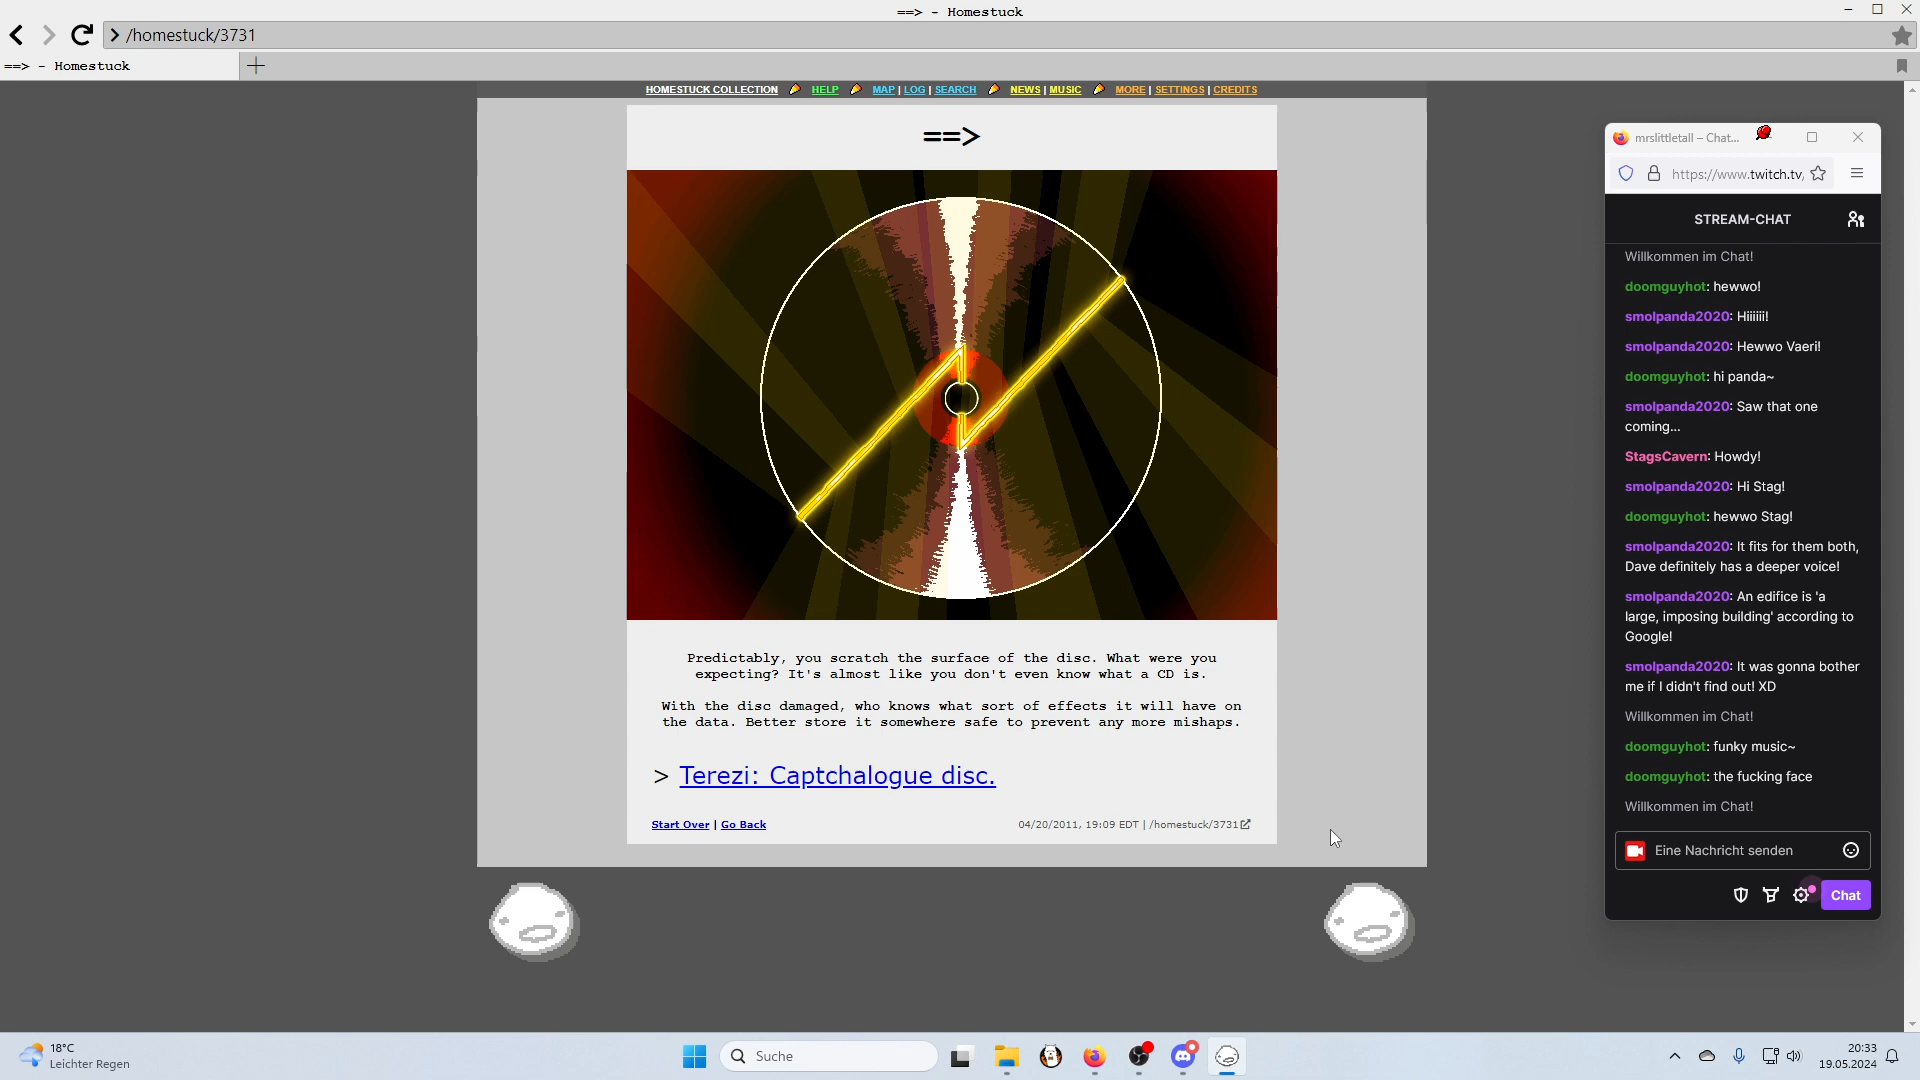 ==> - Homestuck
/homestuck/3731
==> - Homestuck
HOMESTUCK COLLECTION HELP MAP | LOG | SEARCH NEWS | MUSIC MORE | SETTINGS | CREDITS
==>
Predictably, you scratch the surface of the disc. What were you
expecting? It's almost like you don't even know what a CD is.
With the disc damaged, who knows what sort of effects it will have on
the data. Better store it somewhere safe to prevent any more mishaps.
> Terezi: Captchalogue disc.
Start Over | Go Back
04/20/2011, 19:09 EDT | /homestuck/3731
mrslittletall – Chat...
https://www.twitch.tv,
STREAM-CHAT
Willkommen im Chat!
doomguyhot: hewwo!
smolpanda2020: Hiiiiii!
smolpanda2020: Hewwo Vaeri!
doomguyhot: hi panda~
smolpanda2020: Saw that one
coming...
StagsCavern: Howdy!
smolpanda2020: Hi Stag!
doomguyhot: hewwo Stag!
smolpanda2020: It fits for them both,
Dave definitely has a deeper voice!
smolpanda2020: An edifice is 'a
large, imposing building' according to
Google!
smolpanda2020: It was gonna bother
me if I didn't find out! XD
Willkommen im Chat!
doomguyhot: funky music~
doomguyhot: the fucking face
Willkommen im Chat!
Eine Nachricht senden
Chat
18°C
Leichter Regen
Suche
20:33
19.05.2024